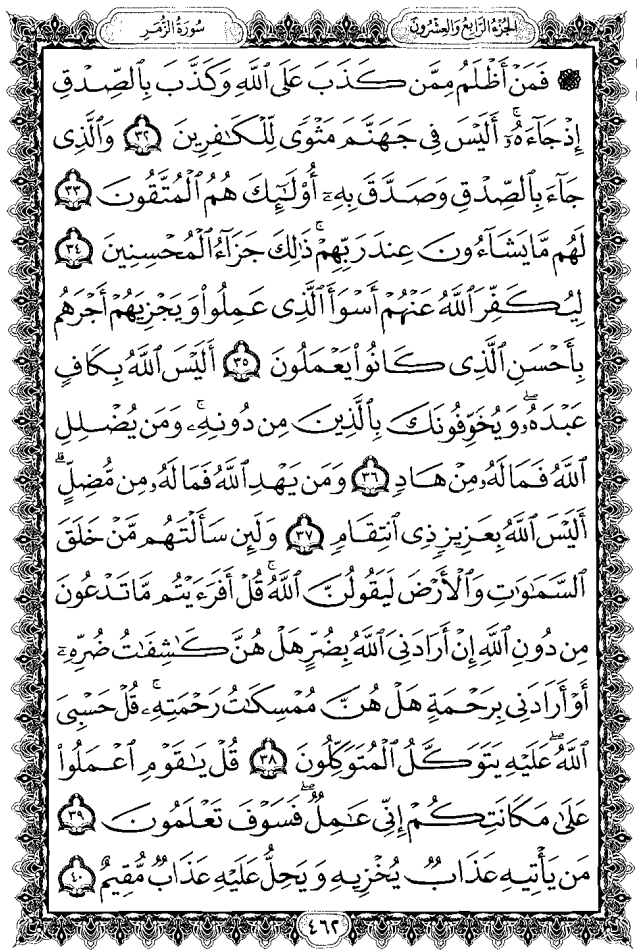 الجزء الرابع والعشرون
سورة الزمر
۞ فَمَنْ أَظْلَمُ مِمَّن كَذَبَ عَلَى ٱللَّهِ وَكَذَّبَ بِٱلصِّدْقِ
إِذْ جَآءَهُۥٓ ۚ أَلَيْسَ فِى جَهَنَّمَ مَثْوًى لِّلْكَـٰفِرِينَ ٣٢ وَٱلَّذِى
جَآءَ بِٱلصِّدْقِ وَصَدَّقَ بِهِۦٓ ۙ أُو۟لَـٰٓئِكَ هُمُ ٱلْمُتَّقُونَ ٣٣
لَهُم مَّا يَشَآءُونَ عِندَ رَبِّهِمْ ۚ ذَٰلِكَ جَزَآءُ ٱلْمُحْسِنِينَ ٣٤
لِيُكَفِّرَ ٱللَّهُ عَنْهُمْ أَسْوَأَ ٱلَّذِى عَمِلُوا۟ وَيَجْزِيَهُمْ أَجْرَهُم
بِأَحْسَنِ ٱلَّذِى كَانُوا۟ يَعْمَلُونَ ٣٥ أَلَيْسَ ٱللَّهُ بِكَافٍ
عَبْدَهُۥ ۖ وَيُخَوِّفُونَكَ بِٱلَّذِينَ مِن دُونِهِۦ ۚ وَمَن يُضْلِلِ
ٱللَّهُ فَمَا لَهُۥ مِنْ هَادٍ ٣٦ وَمَن يَهْدِ ٱللَّهُ فَمَا لَهُۥ مِن مُّضِلٍّ ۗ
أَلَيْسَ ٱللَّهُ بِعَزِيزٍ ذِى ٱنتِقَامٍ ٣٧ وَلَئِن سَأَلْتَهُم مَّنْ خَلَقَ
ٱلسَّمَـٰوَٰتِ وَٱلْأَرْضَ لَيَقُولُنَّ ٱللَّهُ ۚ قُلْ أَفَرَءَيْتُم مَّا تَدْعُونَ
مِن دُونِ ٱللَّهِ إِنْ أَرَادَنِىَ ٱللَّهُ بِضُرٍّ هَلْ هُنَّ كَـٰشِفَـٰتُ ضُرِّهِۦٓ
أَوْ أَرَادَنِى بِرَحْمَةٍ هَلْ هُنَّ مُمْسِكَـٰتُ رَحْمَتِهِۦ ۚ قُلْ حَسْبِىَ
ٱللَّهُ ۖ عَلَيْهِ يَتَوَكَّلُ ٱلْمُتَوَكِّلُونَ ٣٨ قُلْ يَـٰقَوْمِ ٱعْمَلُوا۟
عَلَىٰ مَكَانَتِكُمْ إِنِّى عَـٰمِلٌ ۖ فَسَوْفَ تَعْلَمُونَ ٣٩
مَن يَأْتِيهِ عَذَابٌ يُخْزِيهِ وَيَحِلُّ عَلَيْهِ عَذَابٌ مُّقِيمٌ ٤٠
٤٦٢